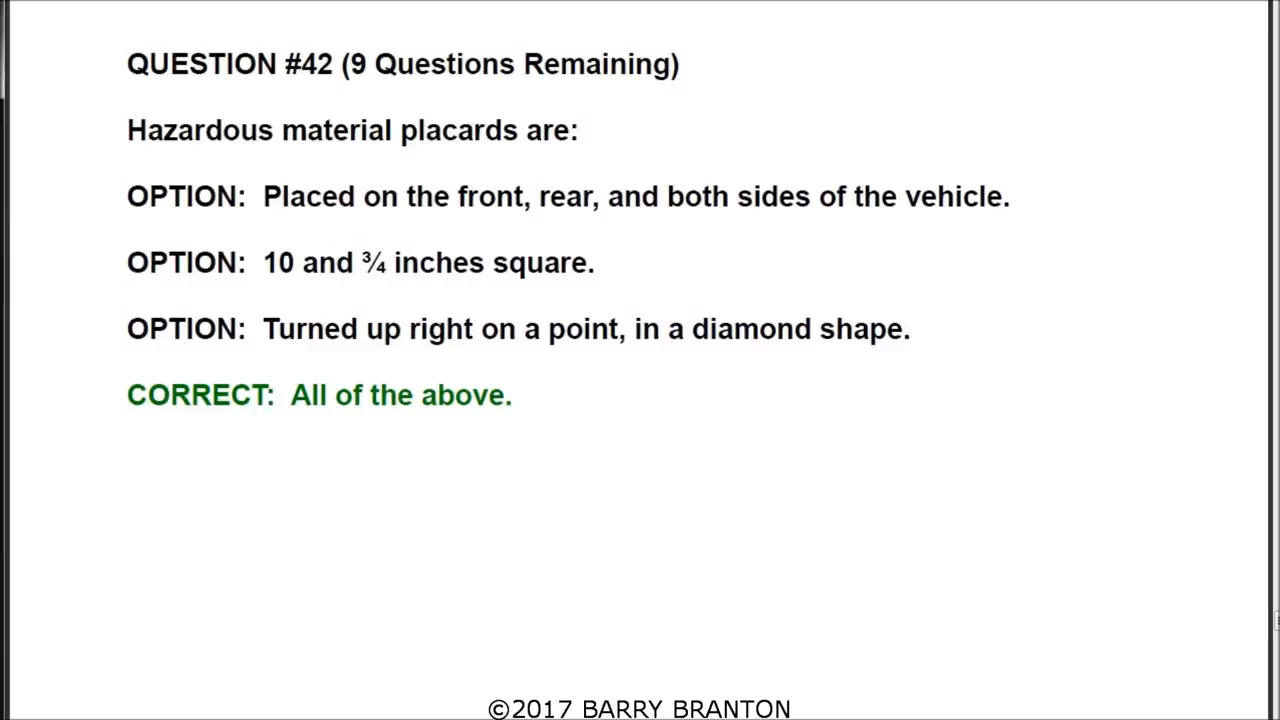 QUESTION #42 (9 Questions Remaining)
Hazardous material placards are:
OPTION:  Placed on the front, rear, and both sides of the vehicle.
OPTION:  10 and ¾ inches square.
OPTION:  Turned up right on a point, in a diamond shape.
CORRECT:  All of the above.
©2017 BARRY BRANTON